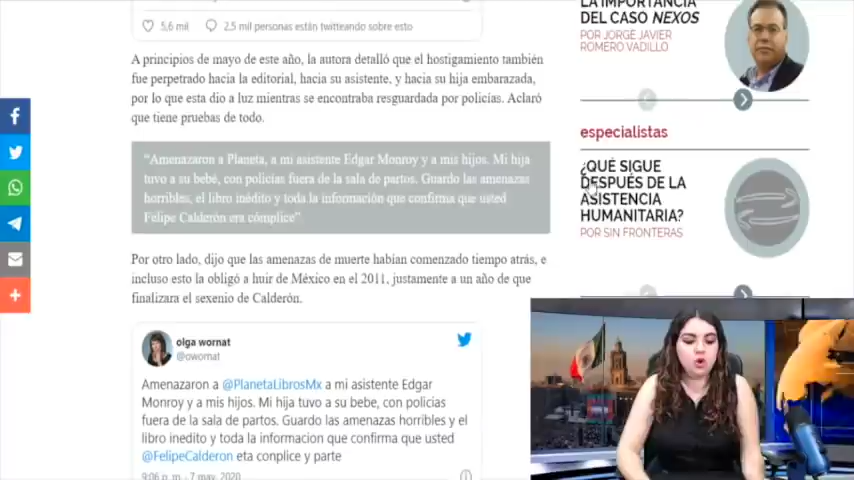 5,6 mil
2,5 mil personas están twitteando sobre esto
A principios de mayo de este año, la autora detalló que el hostigamiento también
fue perpetrado hacia la editorial, hacia su asistente, y hacia su hija embarazada,
por lo que esta dio a luz mientras se encontraba resguardada por policías. Aclaró
que tiene pruebas de todo.
“Amenazaron a Planeta, a mi asistente Edgar Monroy y a mis hijos. Mi hija
tuvo a su bebé, con policías fuera de la sala de partos. Guardo las amenazas
horribles, el libro inédito y toda la información que confirma que usted
Felipe Calderón era cómplice”
Por otro lado, dijo que las amenazas de muerte habían comenzado tiempo atrás, e
incluso esto la obligó a huir de México en el 2011, justamente a un año de que
finalizara el sexenio de Calderón.
olga wornat
@owornat
Amenazaron a @PlanetaLibrosMx a mi asistente Edgar
Monroy y a mis hijos. Mi hija tuvo a su bebe, con policías
fuera de la sala de partos. Guardo las amenazas horribles y el
libro inedito y toda la informacion que confirma que usted
@FelipeCalderon eta conplice y parte
9:06 p. m. · 7 may. 2020
LA IMPORTANCIA
DEL CASO NEXOS
POR JORGE JAVIER
ROMERO VADILLO
especialistas
¿QUÉ SIGUE
DESPUÉS DE LA
ASISTENCIA
HUMANITARIA?
POR SIN FRONTERAS